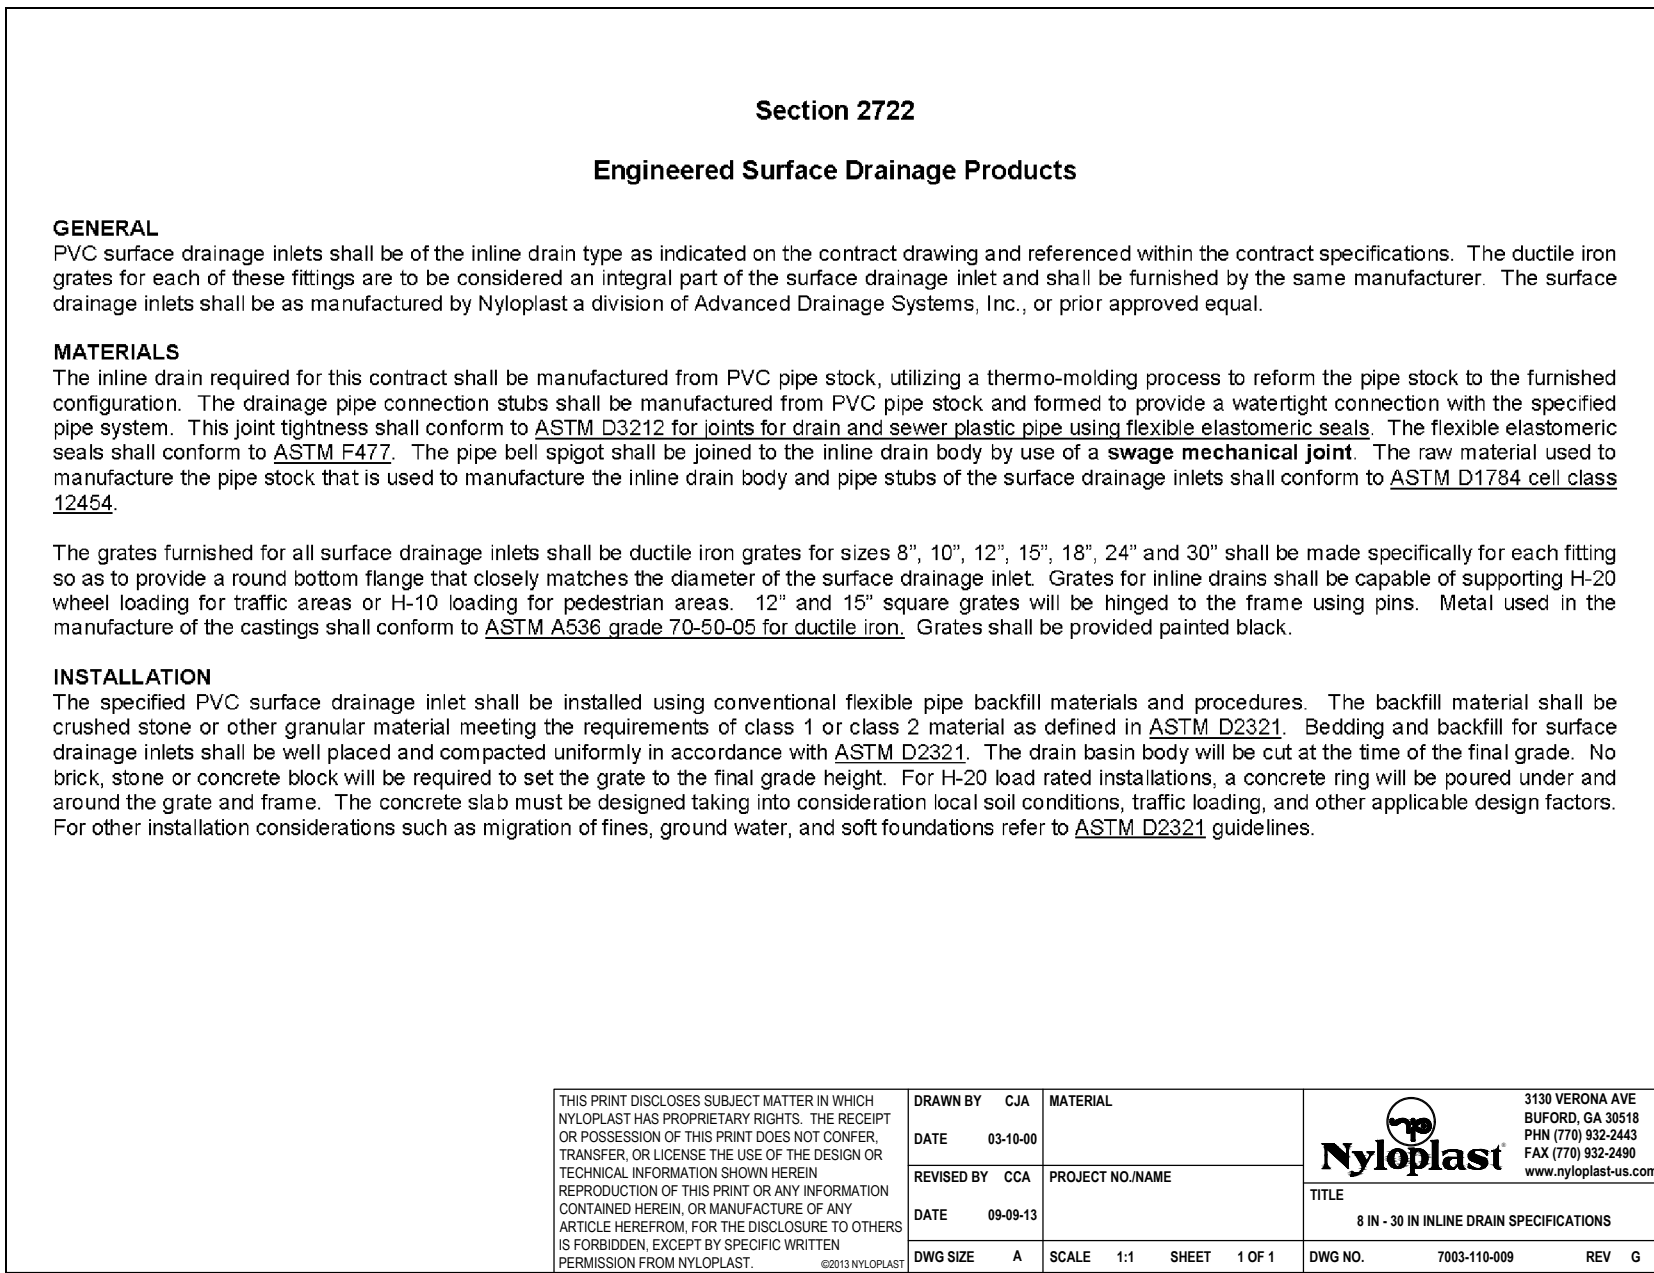 Section 2722
Engineered Surface Drainage Products
GENERAL
PVC surface drainage inlets shall be of the inline drain type as indicated on the contract drawing and referenced within the contract specifications. The ductile iron
grates for each of these fittings are to be considered an integral part of the surface drainage inlet and shall be furnished by the same manufacturer. The surface
drainage inlets shall be as manufactured by Nyloplast a division of Advanced Drainage Systems, Inc., or prior approved equal.
MATERIALS
The inline drain required for this contract shall be manufactured from PVC pipe stock, utilizing a thermo-molding process to reform the pipe stock to the furnished
configuration. The drainage pipe connection stubs shall be manufactured from PVC pipe stock and formed to provide a watertight connection with the specified
pipe system. This joint tightness shall conform to ASTM D3212 for joints for drain and sewer plastic pipe using flexible elastomeric seals. The flexible elastomeric
seals shall conform to ASTM F477. The pipe bell spigot shall be joined to the inline drain body by use of a swage mechanical joint. The raw material used to
manufacture the pipe stock that is used to manufacture the inline drain body and pipe stubs of the surface drainage inlets shall conform to ASTM D1784 cell class
12454.
The grates furnished for all surface drainage inlets shall be ductile iron grates for sizes 8”, 10”, 12”, 15”, 18”, 24” and 30” shall be made specifically for each fitting
so as to provide a round bottom flange that closely matches the diameter of the surface drainage inlet. Grates for inline drains shall be capable of supporting H-20
wheel loading for traffic areas or H-10 loading for pedestrian areas. 12” and 15” square grates will be hinged to the frame using pins. Metal used in the
manufacture of the castings shall conform to ASTM A536 grade 70-50-05 for ductile iron. Grates shall be provided painted black.
INSTALLATION
The specified PVC surface drainage inlet shall be installed using conventional flexible pipe backfill materials and procedures. The backfill material shall be
crushed stone or other granular material meeting the requirements of class 1 or class 2 material as defined in ASTM D2321. Bedding and backfill for surface
drainage inlets shall be well placed and compacted uniformly in accordance with ASTM D2321. The drain basin body will be cut at the time of the final grade. No
brick, stone or concrete block will be required to set the grate to the final grade height. For H-20 load rated installations, a concrete ring will be poured under and
around the grate and frame. The concrete slab must be designed taking into consideration local soil conditions, traffic loading, and other applicable design factors.
For other installation considerations such as migration of fines, ground water, and soft foundations refer to ASTM D2321 guidelines.
THIS PRINT DISCLOSES SUBJECT MATTER IN WHICH
NYLOPLAST HAS PROPRIETARY RIGHTS. THE RECEIPT
OR POSSESSION OF THIS PRINT DOES NOT CONFER,
TRANSFER, OR LICENSE THE USE OF THE DESIGN OR
TECHNICAL INFORMATION SHOWN HEREIN
REPRODUCTION OF THIS PRINT OR ANY INFORMATION
CONTAINED HEREIN, OR MANUFACTURE OF ANY
ARTICLE HEREFROM, FOR THE DISCLOSURE TO OTHERS
IS FORBIDDEN, EXCEPT BY SPECIFIC WRITTEN
PERMISSION FROM NYLOPLAST. ©2013 NYLOPLAST
DRAWN BY CJA
DATE 03-10-00
REVISED BY CCA
DATE 09-09-13
DWG SIZE A
MATERIAL
PROJECT NO./NAME
SCALE 1:1 SHEET 1 OF 1
Nyloplast
3130 VERONA AVE
BUFORD, GA 30518
PHN (770) 932-2443
FAX (770) 932-2490
www.nyloplast-us.com
TITLE
8 IN - 30 IN INLINE DRAIN SPECIFICATIONS
DWG NO. 7003-110-009 REV G